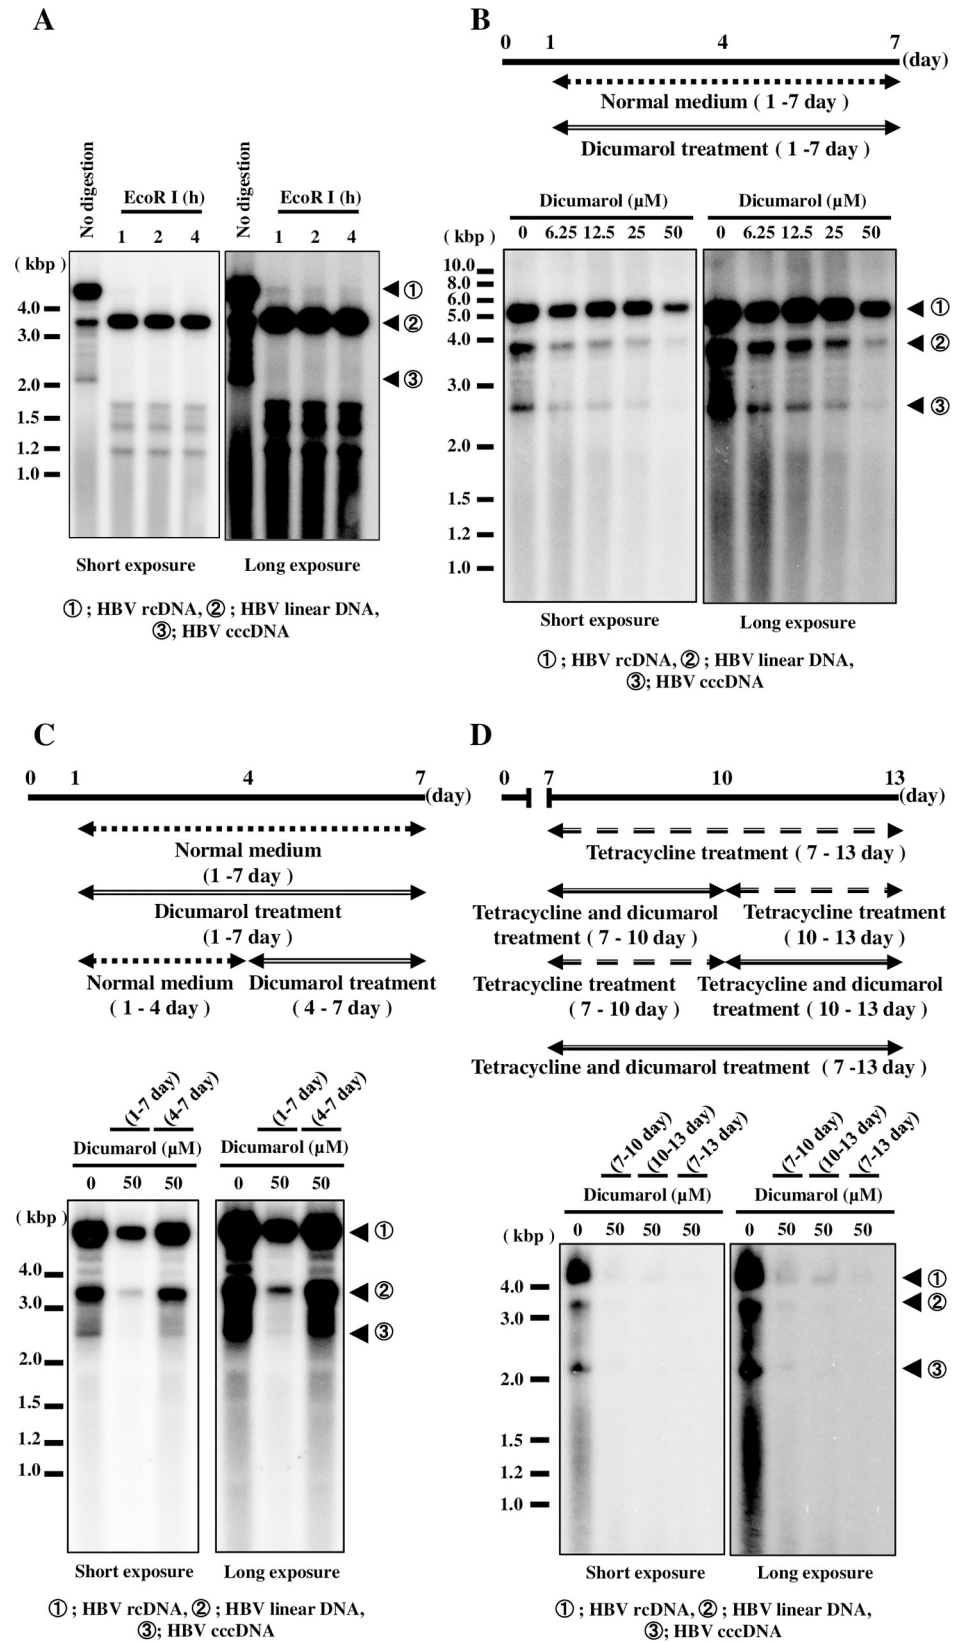 A
No digestion
EcoR I (h)
1 2 4
No digestion
EcoR I (h)
1 2 4
( kbp )
4.0
3.0
2.0
1.5
1.2
1.0
①
②
③
Short exposure
Long exposure
① ; HBV rcDNA, ② ; HBV linear DNA,
③; HBV cccDNA
B
0 1 4 7
(day)
Normal medium ( 1 -7 day )
Dicumarol treatment ( 1 -7 day )
Dicumarol (µM)
0 6.25 12.5 25 50
Dicumarol (µM)
0 6.25 12.5 25 50
( kbp )
10.0
8.0
6.0
5.0
4.0
3.0
2.0
1.5
1.2
1.0
①
②
③
Short exposure
Long exposure
① ; HBV rcDNA, ② ; HBV linear DNA,
③; HBV cccDNA
C
0 1 4 7
(day)
Normal medium
(1 -7 day )
Dicumarol treatment
(1 -7 day )
Normal medium
( 1 - 4 day )
Dicumarol treatment
( 4 - 7 day )
(1-7 day)
(4-7 day)
Dicumarol (µM)
0 50 50
(1-7 day)
(4-7 day)
Dicumarol (µM)
0 50 50
( kbp )
4.0
3.0
2.0
1.5
1.2
1.0
①
②
③
Short exposure
Long exposure
① ; HBV rcDNA, ② ; HBV linear DNA,
③; HBV cccDNA
D
0 7 10 13
(day)
Tetracycline treatment ( 7 - 13 day )
Tetracycline and dicumarol
treatment ( 7 - 10 day )
Tetracycline treatment
( 10 - 13 day )
Tetracycline treatment
( 7 - 10 day )
Tetracycline and dicumarol
treatment ( 10 - 13 day )
Tetracycline and dicumarol treatment ( 7 -13 day )
(7-10 day)
(10-13 day)
(7-13 day)
Dicumarol (µM)
0 50 50 50
(7-10 day)
(10-13 day)
(7-13 day)
Dicumarol (µM)
0 50 50 50
( kbp )
4.0
3.0
2.0
1.5
1.2
1.0
①
②
③
Short exposure
Long exposure
① ; HBV rcDNA, ② ; HBV linear DNA,
③; HBV cccDNA